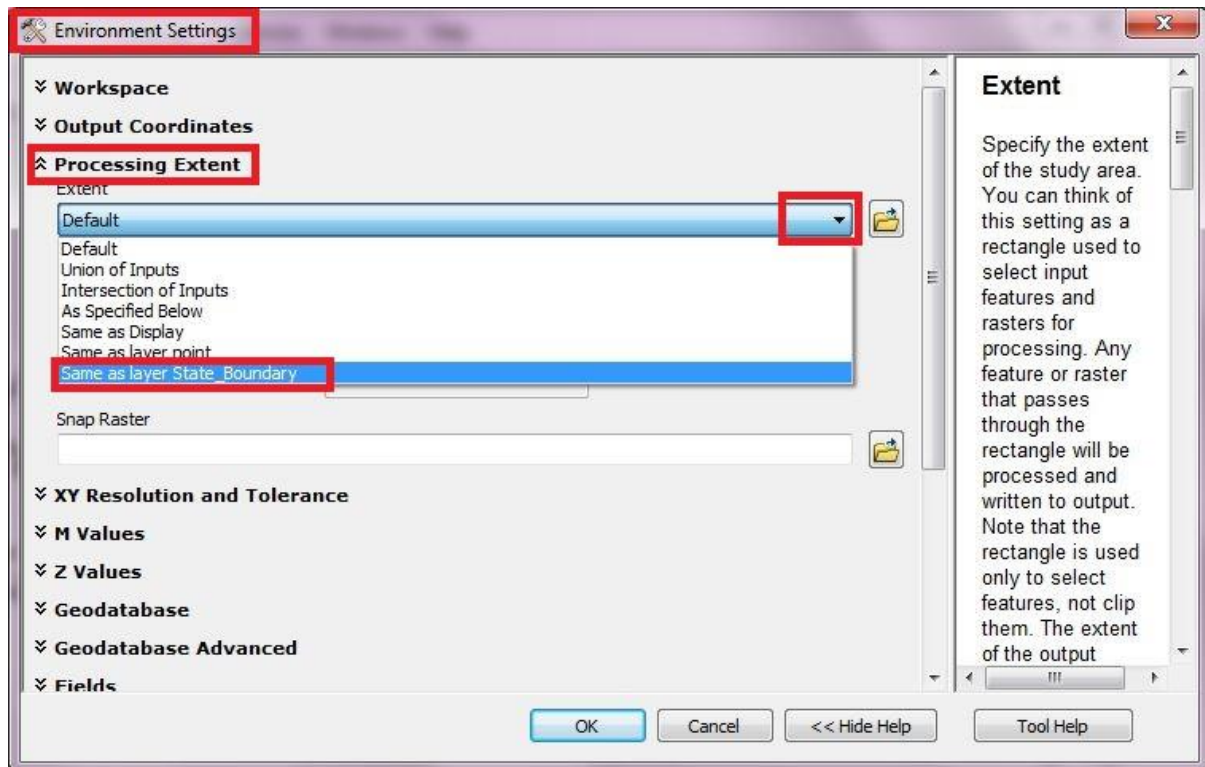 Environment Settings
Workspace
Output Coordinates
Processing Extent
Extent
Default
Default
Union of Inputs
Intersection of Inputs
As Specified Below
Same as Display
Same as layer point
Same as layer State_Boundary
Snap Raster
XY Resolution and Tolerance
M Values
Z Values
Geodatabase
Geodatabase Advanced
Fields
OK
Cancel
<< Hide Help
Extent
Specify the extent
of the study area.
You can think of
this setting as a
rectangle used to
select input
features and
rasters for
processing. Any
feature or raster
that passes
through the
rectangle will be
processed and
written to output.
Note that the
rectangle is used
only to select
features, not clip
them. The extent
of the output
Tool Help